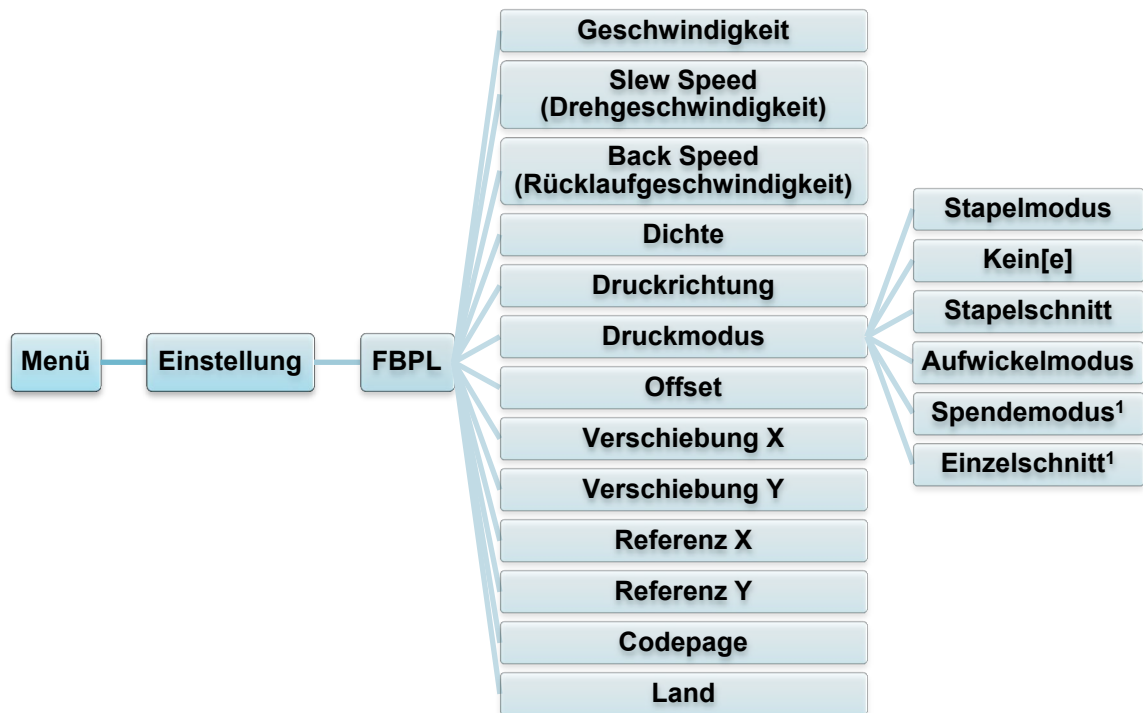 Menü
Einstellung
FBPL
Geschwindigkeit
Slew Speed
(Drehgeschwindigkeit)
Back Speed
(Rücklaufgeschwindigkeit)
Dichte
Druckrichtung
Druckmodus
Offset
Verschiebung X
Verschiebung Y
Referenz X
Referenz Y
Codepage
Land
Stapelmodus
Kein[e]
Stapelschnitt
Aufwickelmodus
Spendemodus¹
Einzelschnitt¹